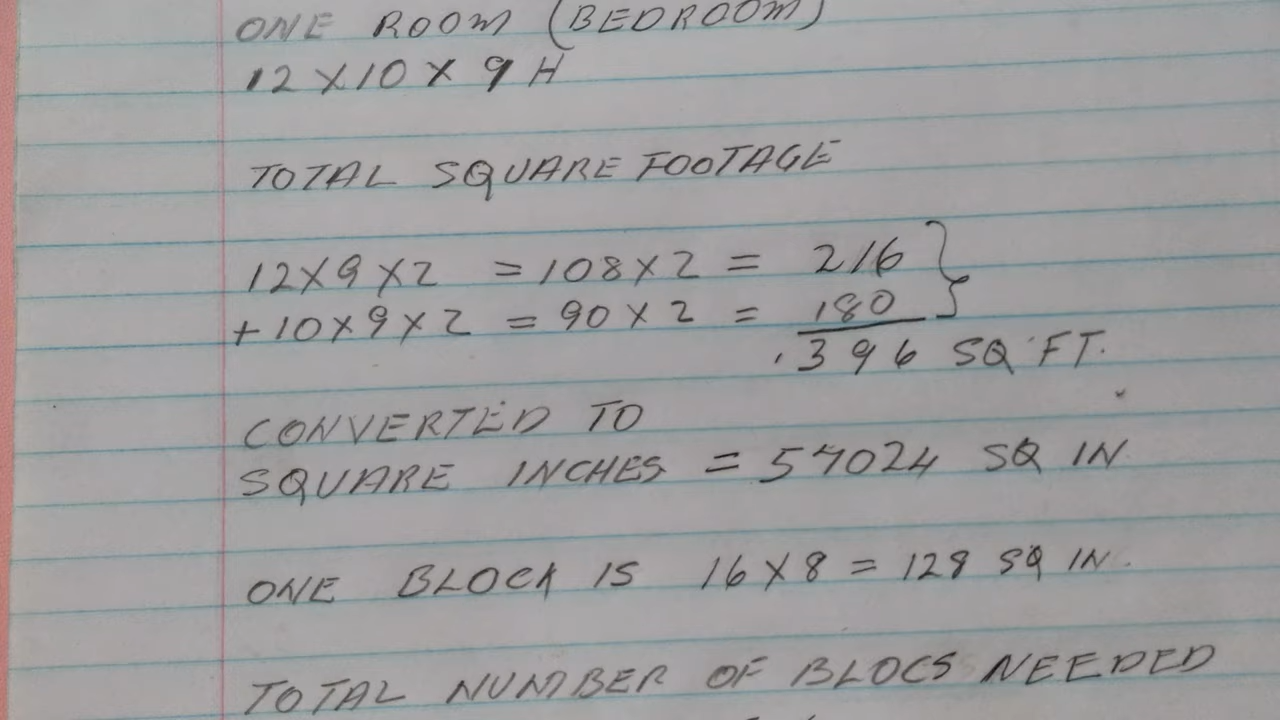 ONE ROOM (BEDROOM)
12 X 10 X 9 H
TOTAL SQUARE FOOTAGE
12 X 9 X 2 = 108 X 2 = 216
+ 10 X 9 X 2 = 90 X 2 = 180
396 SQ FT.
CONVERTED TO
SQUARE INCHES = 57024 SQ IN
ONE BLOCK IS 16 X 8 = 128 SQ IN.
TOTAL NUMBER OF BLOCS NEEDED